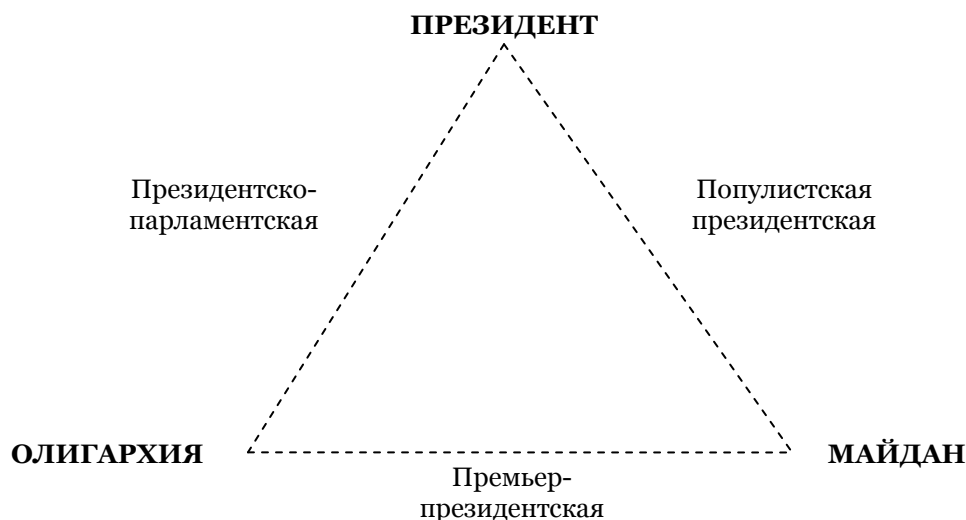 ПРЕЗИДЕНТ
Президентско-
парламентская
Популистская
президентская
ОЛИГАРХИЯ
МАЙДАН
Премьер-
президентская